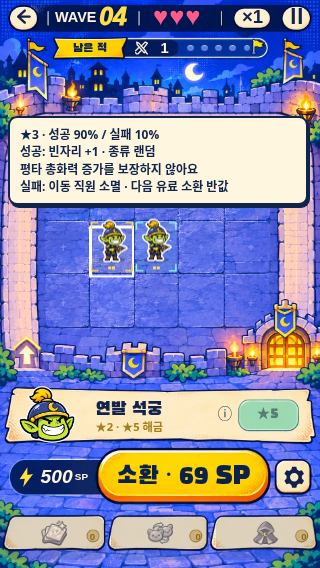 WAVE 04
×1
남은 적
1
★3 · 성공 90% / 실패 10%
성공: 빈자리 +1 · 종류 랜덤
평타 총화력 증가를 보장하지 않아요
실패: 이동 직원 소멸 · 다음 유료 소환 반값
연발 석궁
★2 · ★5 해금
i
★5
500 SP
소환 · 69 SP
0
0
0